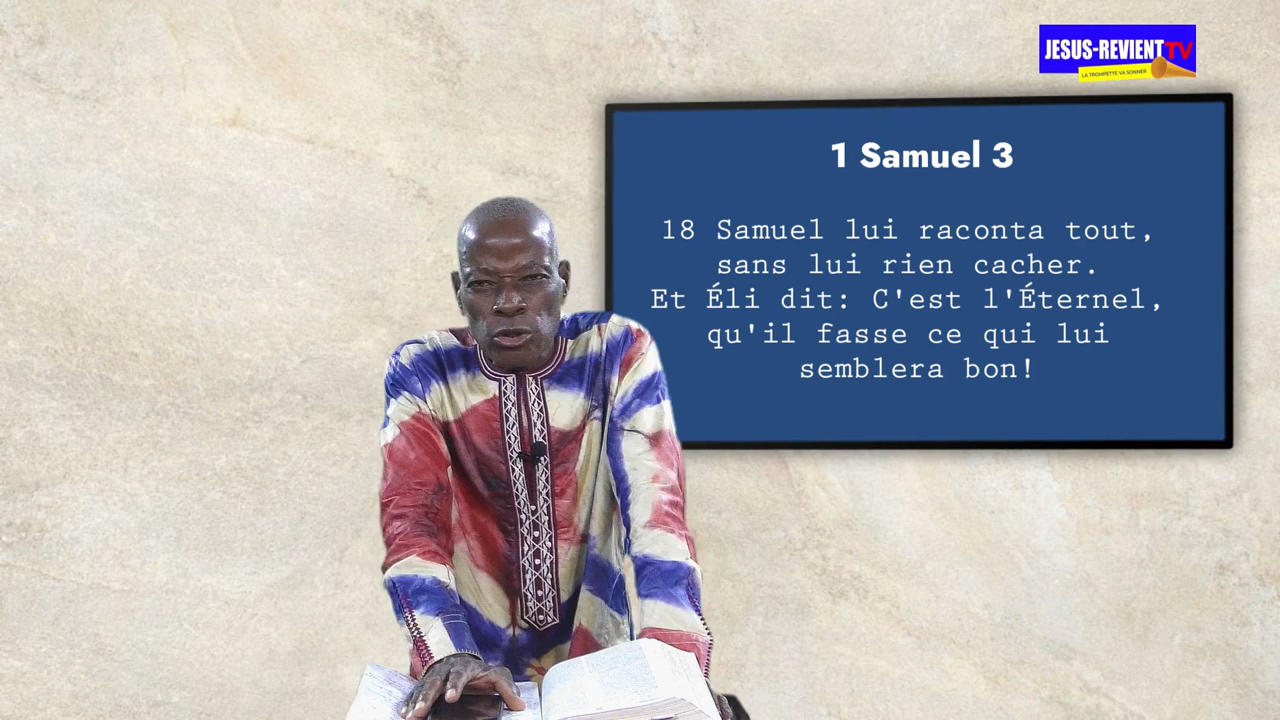 JESUS-REVIENT TV
LA TROMPETTE VA SONNER
1 Samuel 3
18 Samuel lui raconta tout,
sans lui rien cacher.
Et Éli dit: C'est l'Éternel,
qu'il fasse ce qui lui
semblera bon!